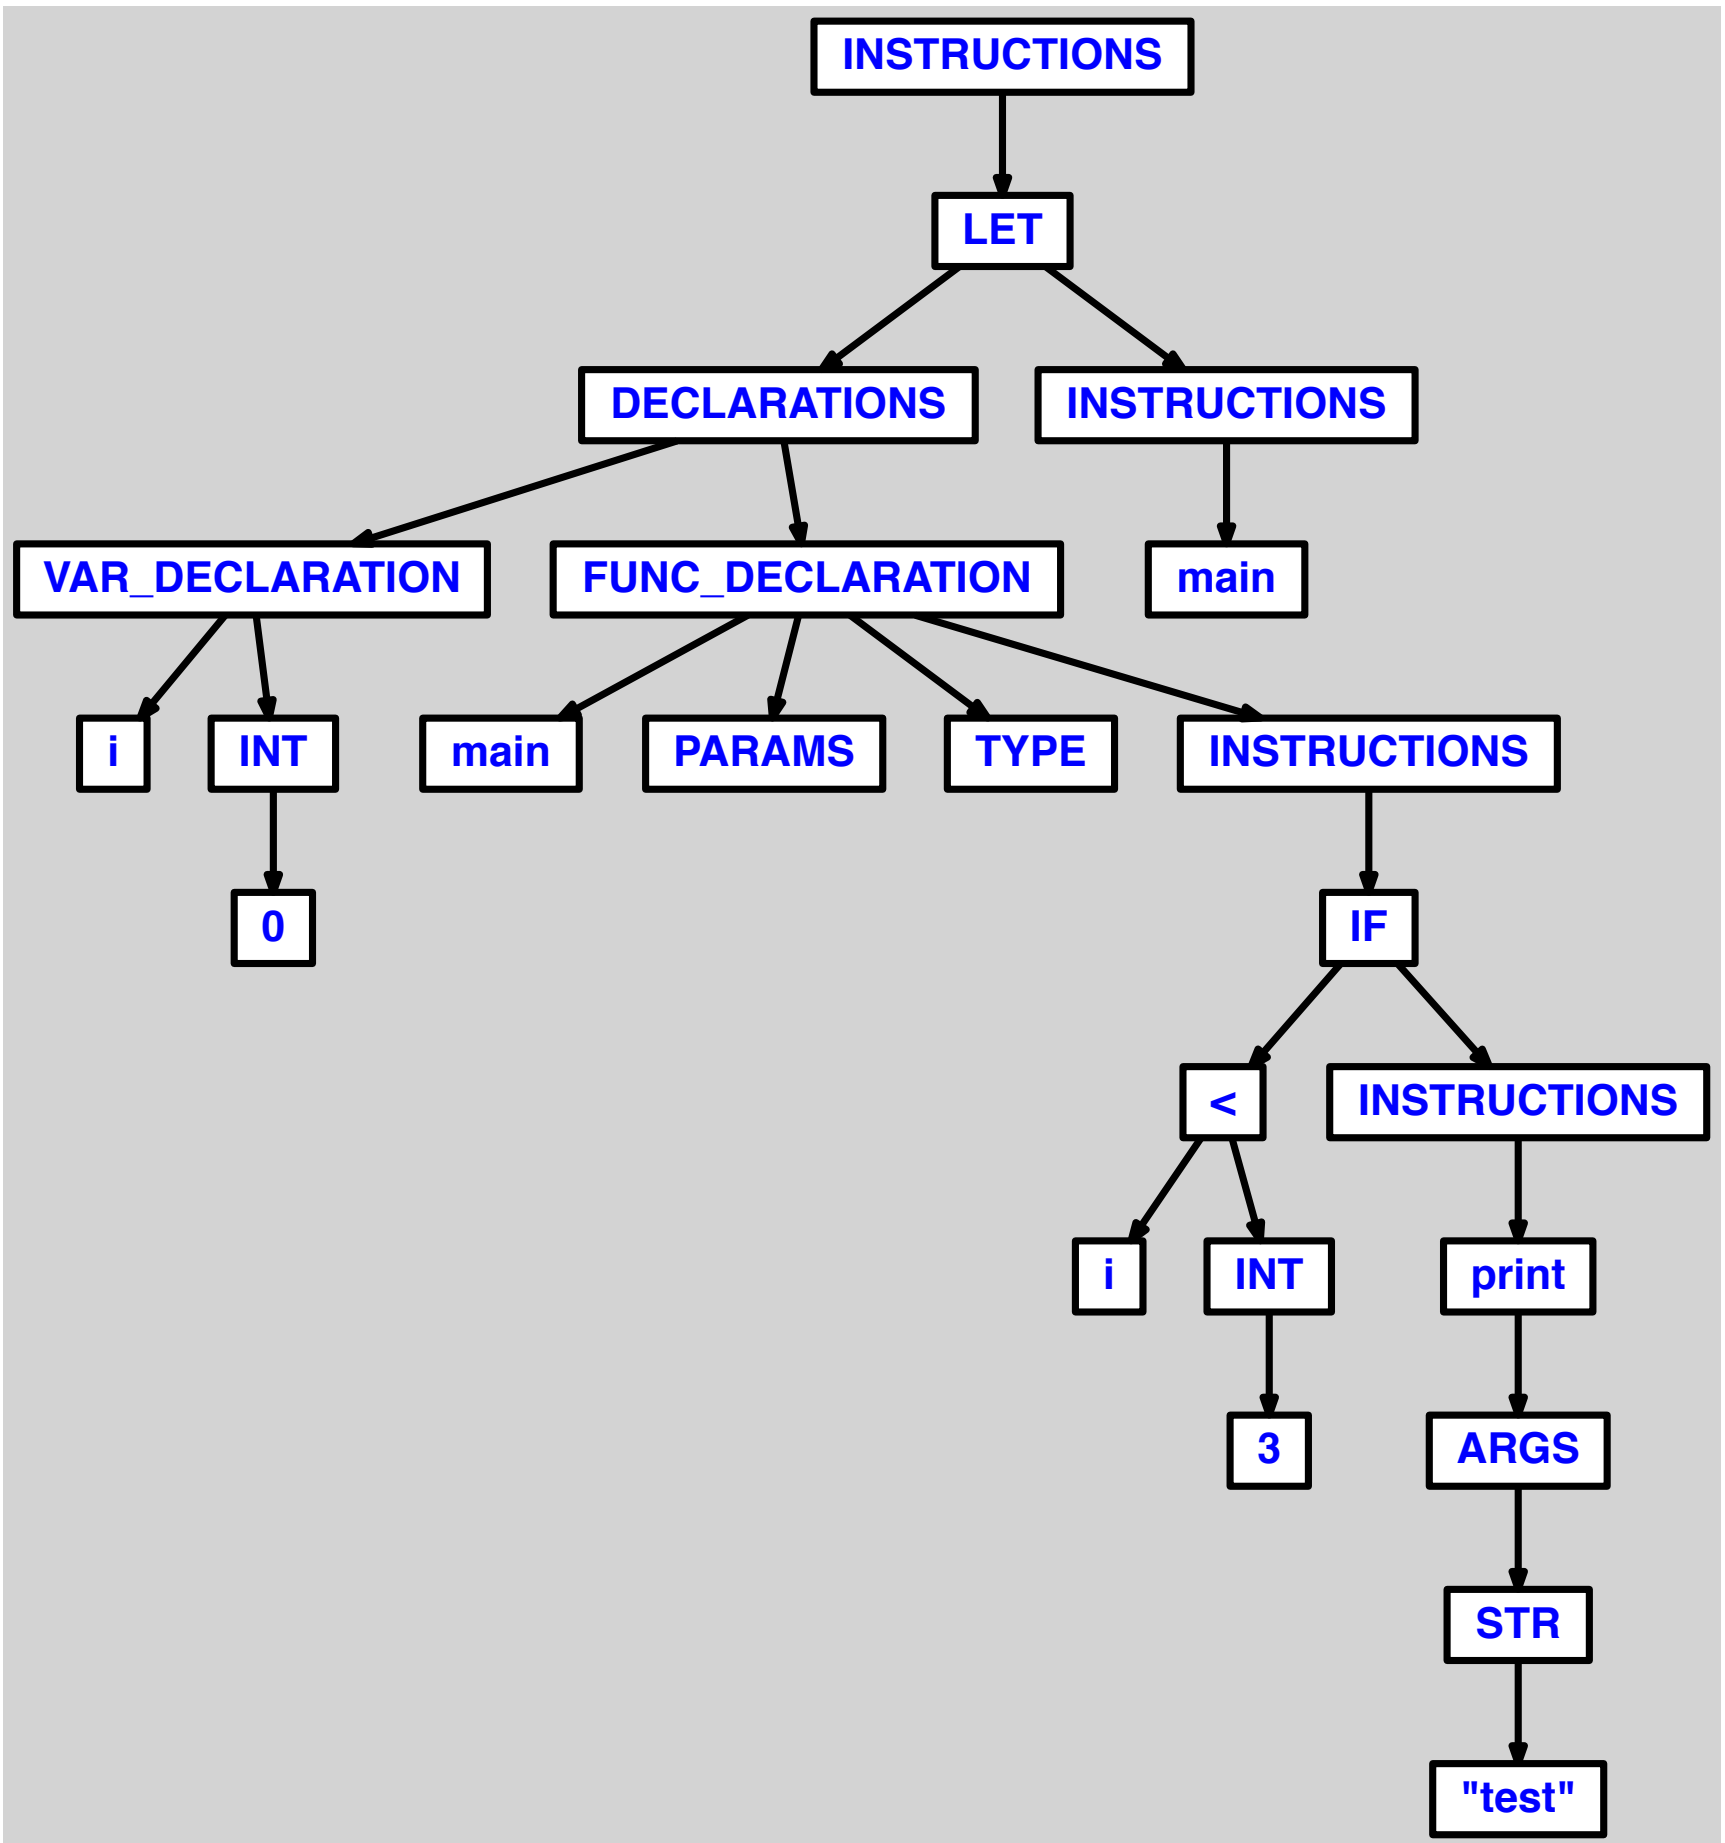 INSTRUCTIONS
LET
DECLARATIONS INSTRUCTIONS
VAR_DECLARATION FUNC_DECLARATION main
i INT main PARAMS TYPE INSTRUCTIONS
0 IF
< INSTRUCTIONS
i INT print
3 ARGS
STR
"test"